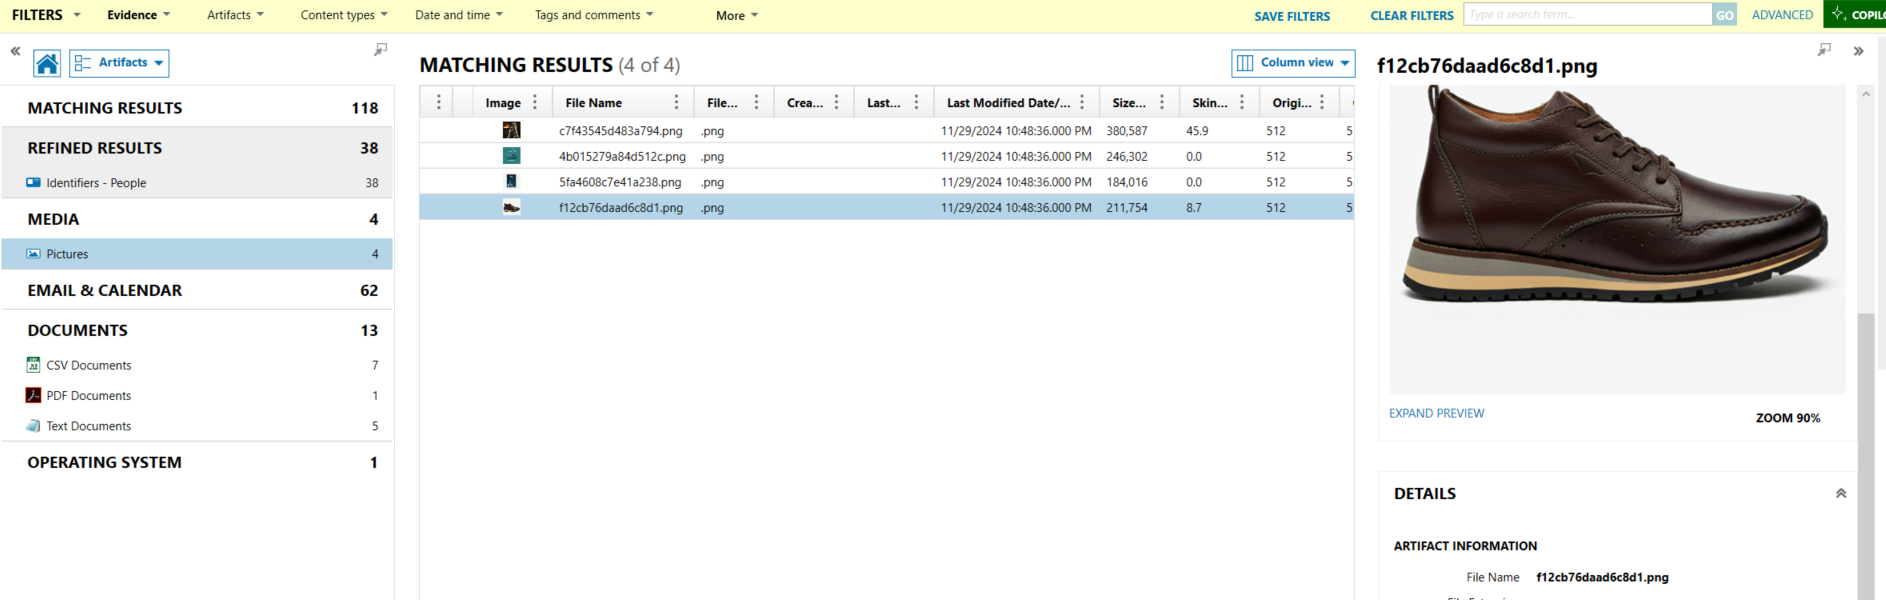 FILTERS Evidence Artifacts Content types Date and time Tags and comments More SAVE FILTERS CLEAR FILTERS Type a search term... GO ADVANCED COPIL
Artifacts
MATCHING RESULTS 118
REFINED RESULTS 38
Identifiers - People 38
MEDIA 4
Pictures 4
EMAIL & CALENDAR 62
DOCUMENTS 13
CSV Documents 7
PDF Documents 1
Text Documents 5
OPERATING SYSTEM 1
MATCHING RESULTS (4 of 4) Column view
Image File Name File... Crea... Last... Last Modified Date/... Size... Skin... Origi...
c7f43545d483a794.png .png 11/29/2024 10:48:36.000 PM 380,587 45.9 512 5
4b015279a84d512c.png .png 11/29/2024 10:48:36.000 PM 246,302 0.0 512 5
5fa4608c7e41a238.png .png 11/29/2024 10:48:36.000 PM 184,016 0.0 512 5
f12cb76daad6c8d1.png .png 11/29/2024 10:48:36.000 PM 211,754 8.7 512 5
f12cb76daad6c8d1.png
EXPAND PREVIEW
ZOOM 90%
DETAILS
ARTIFACT INFORMATION
File Name f12cb76daad6c8d1.png